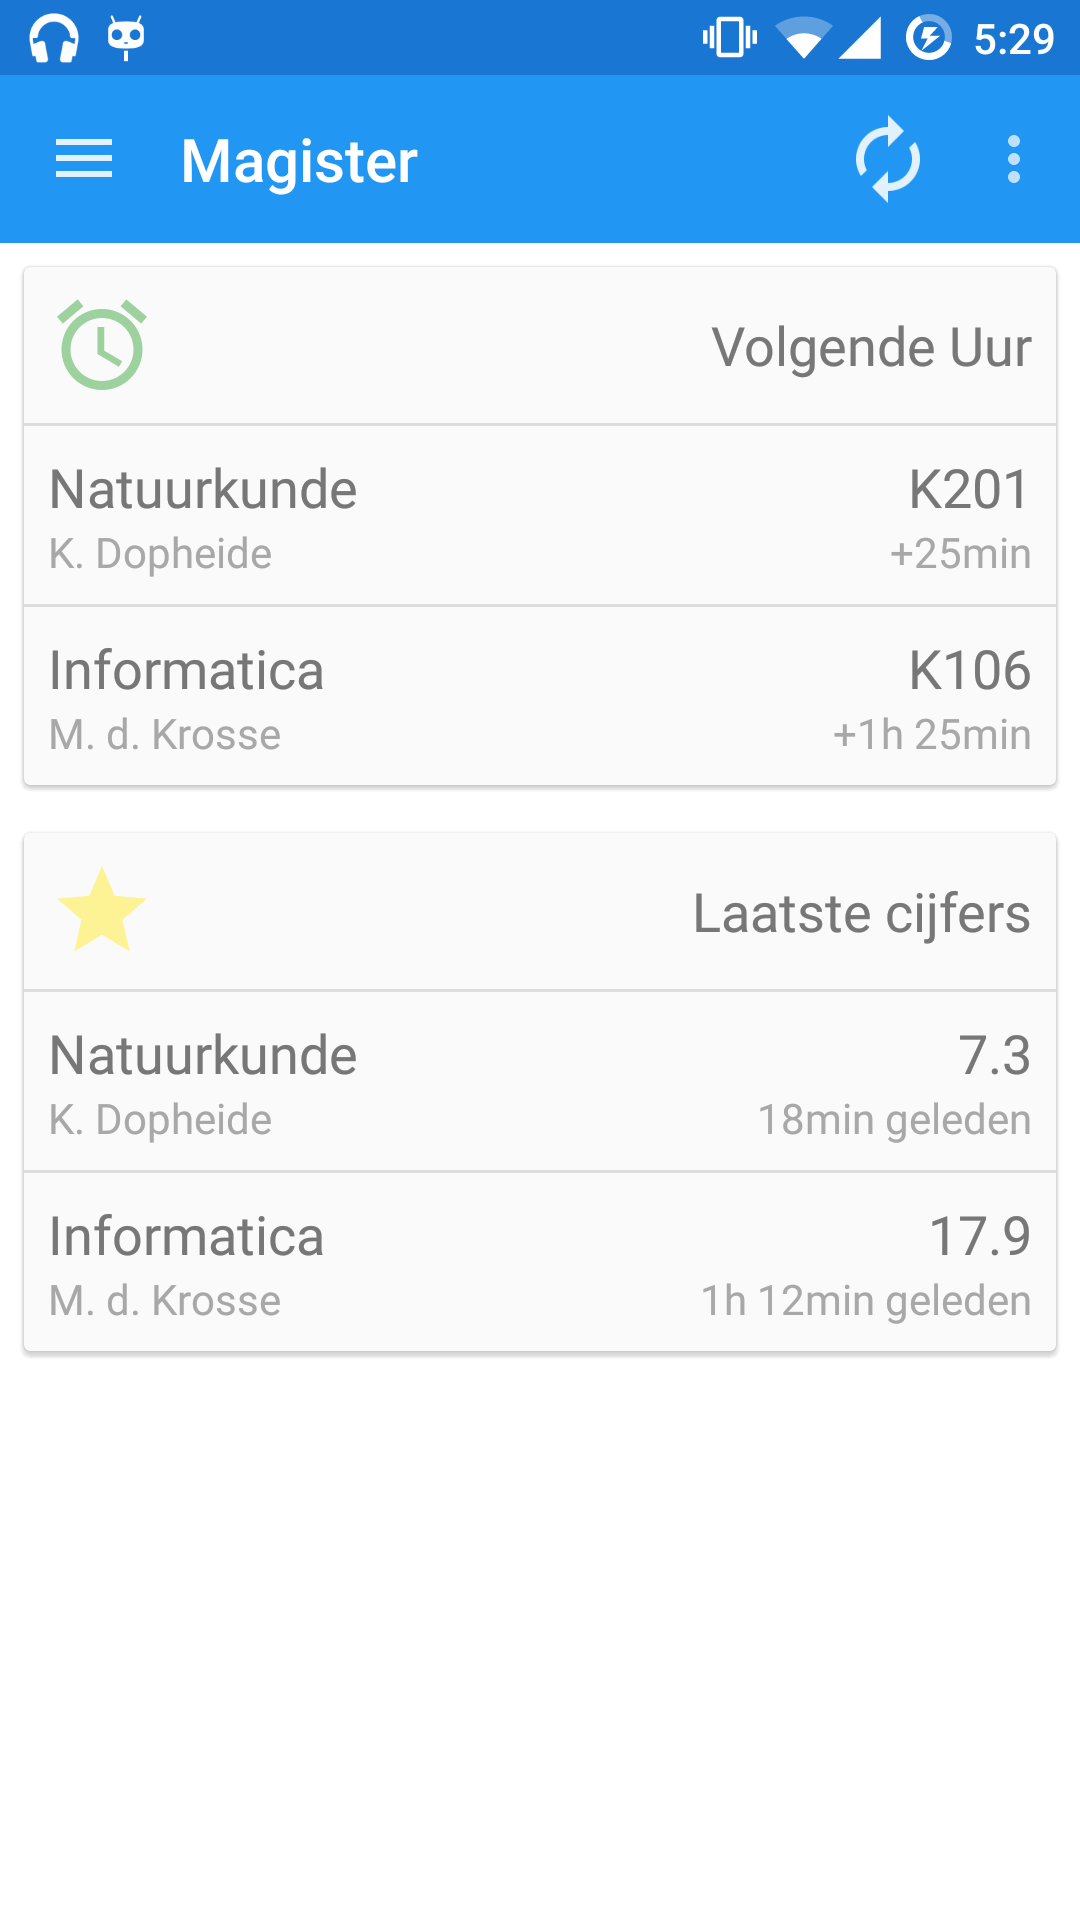 5:29
Magister
Volgende Uur
Natuurkunde K201
K. Dopheide +25min
Informatica K106
M. d. Krosse +1h 25min
Laatste cijfers
Natuurkunde 7.3
K. Dopheide 18min geleden
Informatica 17.9
M. d. Krosse 1h 12min geleden